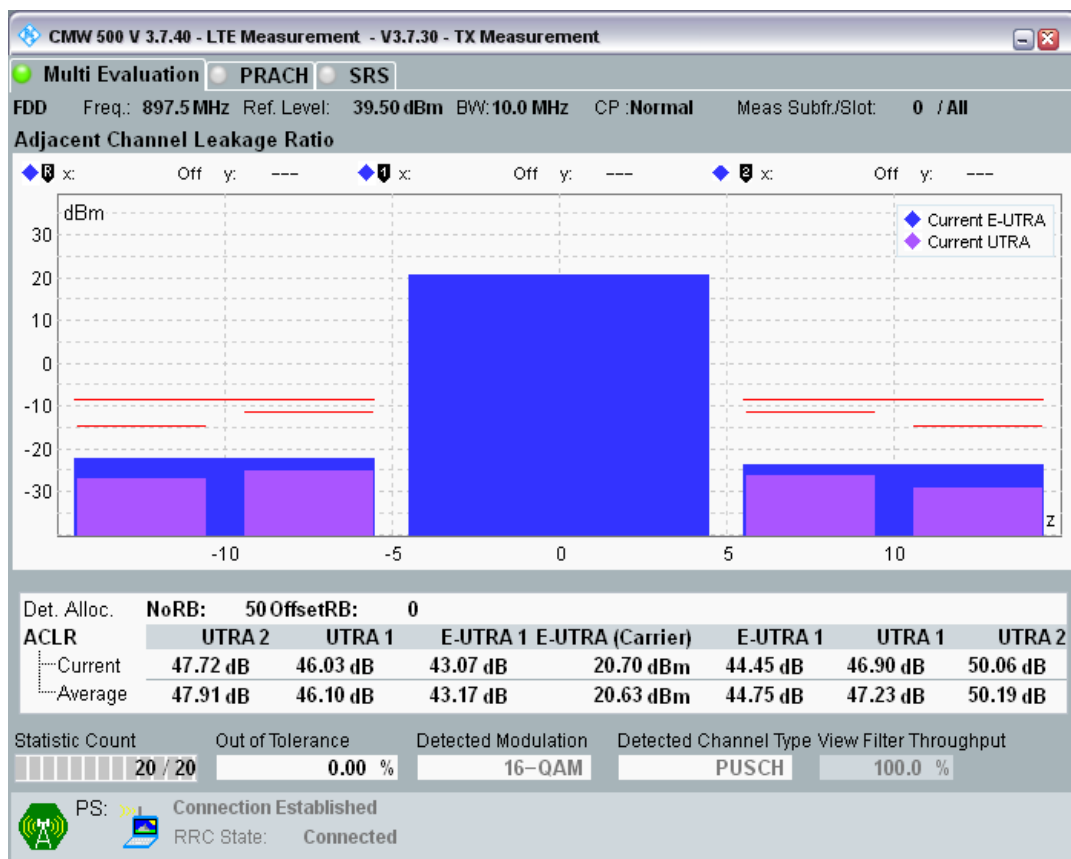 CMW 500 V 3.7.40 - LTE Measurement - V3.7.30 - TX Measurement
Multi Evaluation PRACH SRS
FDD Freq.: 897.5 MHz Ref. Level: 39.50 dBm BW: 10.0 MHz CP :Normal Meas Subfr./Slot: 0 / All
Adjacent Channel Leakage Ratio
R x: Off y: --- 1 x: Off y: --- 2 x: Off y: ---
dBm
Current E-UTRA
Current UTRA
30
20
10
0
-10
-20
-30
z
-10 -5 0 5 10
Det. Alloc. NoRB: 50 OffsetRB: 0
ACLR UTRA 2 UTRA 1 E-UTRA 1 E-UTRA (Carrier) E-UTRA 1 UTRA 1 UTRA 2
Current 47.72 dB 46.03 dB 43.07 dB 20.70 dBm 44.45 dB 46.90 dB 50.06 dB
Average 47.91 dB 46.10 dB 43.17 dB 20.63 dBm 44.75 dB 47.23 dB 50.19 dB
Statistic Count Out of Tolerance Detected Modulation Detected Channel Type View Filter Throughput
20 / 20 0.00 % 16-QAM PUSCH 100.0 %
PS: Connection Established
RRC State: Connected